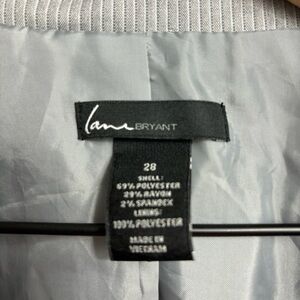 Lane BRYANT
28
SHELL:
69% POLYESTER
29% RAYON
2% SPANDEX
LINING:
100% POLYESTER
MADE IN
VIETNAM